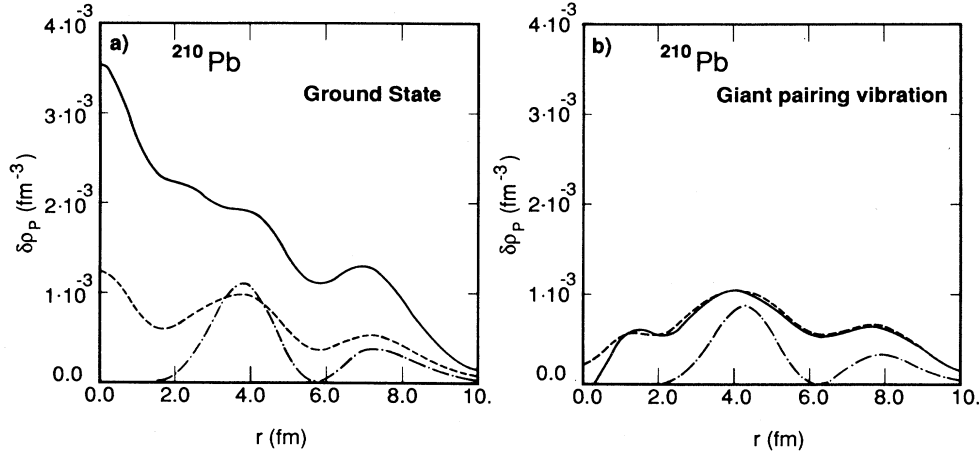 a) ²¹⁰Pb
Ground State
4·10⁻³
3·10⁻³
2·10⁻³
1·10⁻³
0.0
δρ_P (fm⁻³)
0.0 2.0 4.0 6.0 8.0 10.
r (fm)
b) ²¹⁰Pb
Giant pairing vibration
4·10⁻³
3·10⁻³
2·10⁻³
1·10⁻³
0.0
δρ_P (fm⁻³)
0.0 2.0 4.0 6.0 8.0 10.
r (fm)